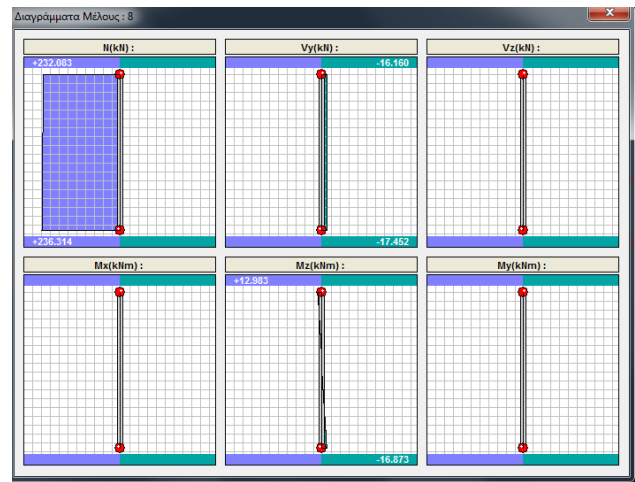 Διαγράμματα Μέλους : 8
N(kN) :
Vy(kN) :
Vz(kN) :
+232.083
-16.160
+236.314
-17.452
Mx(kNm) :
Mz(kNm) :
My(kNm) :
+12.983
-16.873